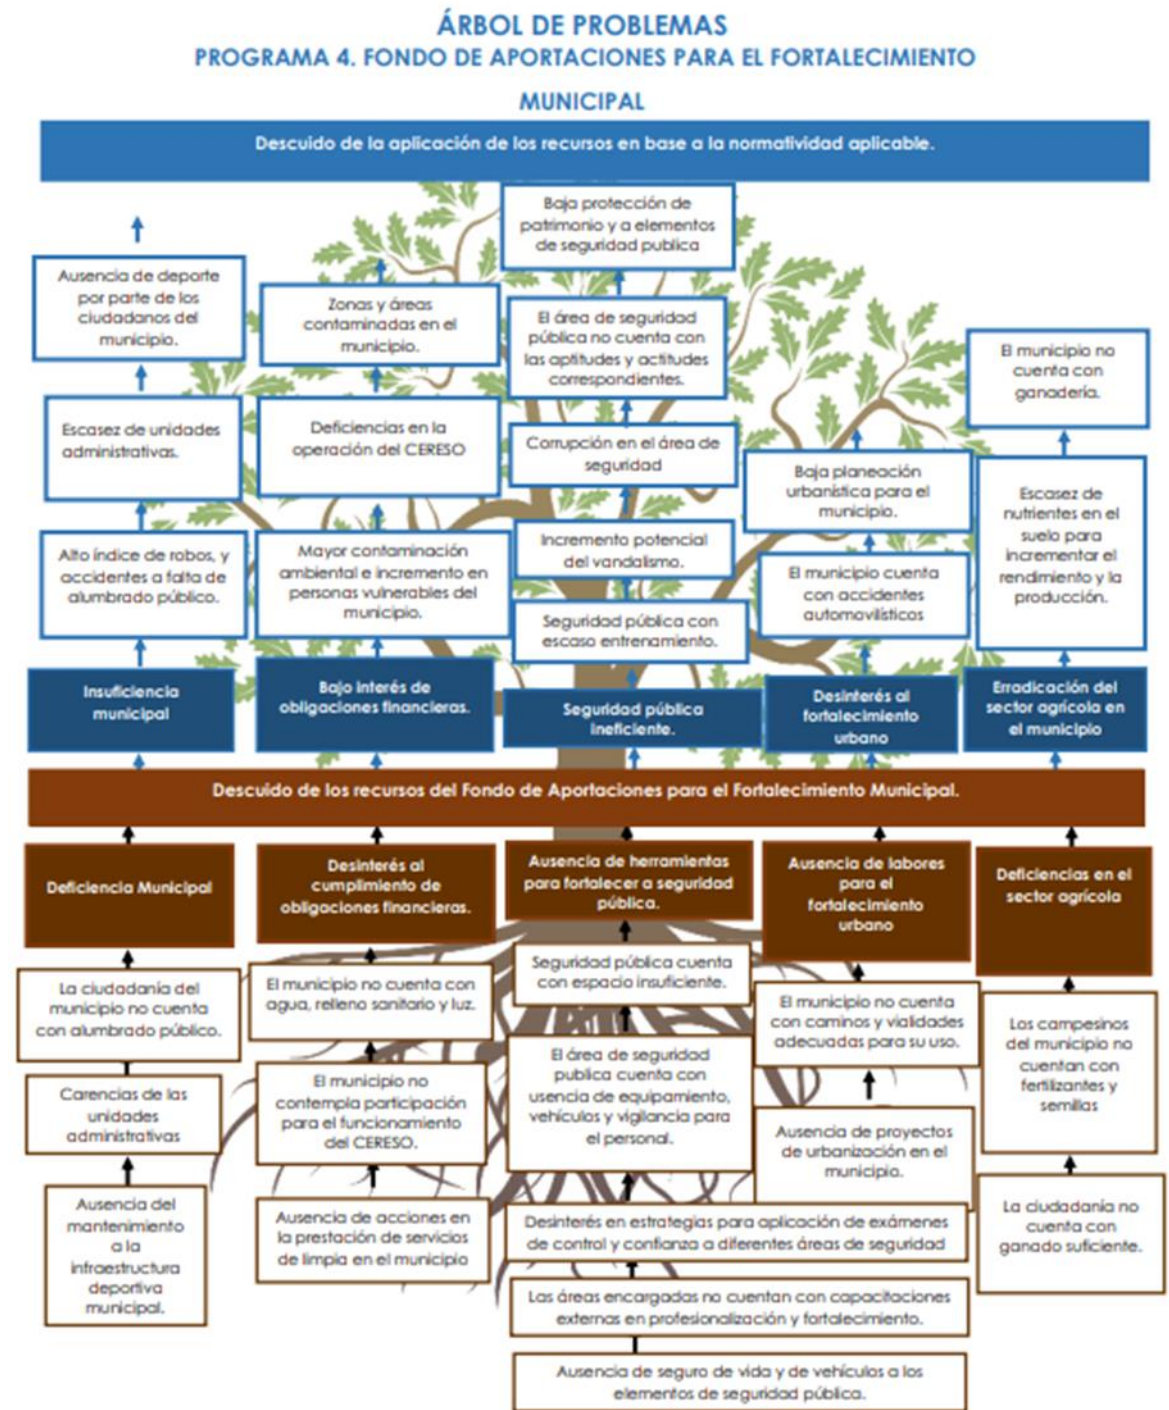 ÁRBOL DE PROBLEMAS
PROGRAMA 4. FONDO DE APORTACIONES PARA EL FORTALECIMIENTO
MUNICIPAL
Descuido de la aplicación de los recursos en base a la normatividad aplicable.
Ausencia de deporte
por parte de los
ciudadanos del
municipio.
Escasez de unidades
administrativas.
Alto índice de robos, y
accidentes a falta de
alumbrado público.
Insuficiencia
municipal
Zonas y áreas
contaminadas en el
municipio.
Deficiencias en la
operación del CERESO
Mayor contaminación
ambiental e incremento en
personas vulnerables del
municipio.
Bajo interés de
obligaciones financieras.
Baja protección de
patrimonio y a elementos
de seguridad publica
El área de seguridad
pública no cuenta con
las aptitudes y actitudes
correspondientes.
Corrupción en el área de
seguridad
Incremento potencial
del vandalismo.
Seguridad pública con
escaso entrenamiento.
Seguridad pública
ineficiente.
Baja planeación
urbanística para el
municipio.
El municipio cuenta
con accidentes
automovilísticos
Desinterés al
fortalecimiento
urbano
El municipio no
cuenta con
ganadería.
Escasez de
nutrientes en el
suelo para
incrementar el
rendimiento y la
producción.
Erradicación del
sector agrícola en
el municipio
Descuido de los recursos del Fondo de Aportaciones para el Fortalecimiento Municipal.
Deficiencia Municipal
La ciudadanía del
municipio no cuenta
con alumbrado público.
Carencias de las
unidades
administrativas
Ausencia del
mantenimiento
a la
infraestructura
deportiva
municipal.
Desinterés al
cumplimiento de
obligaciones financieras.
El municipio no cuenta con
agua, relleno sanitario y luz.
El municipio no
contempla participación
para el funcionamiento
del CERESO.
Ausencia de acciones en
la prestación de servicios
de limpia en el municipio
Ausencia de herramientas
para fortalecer a seguridad
pública.
Seguridad pública cuenta
con espacio insuficiente.
El área de seguridad
publica cuenta con
usencia de equipamiento,
vehículos y vigilancia para
el personal.
Desinterés en estrategias para aplicación de exámenes
de control y confianza a diferentes áreas de seguridad
Las áreas encargadas no cuentan con capacitaciones
externas en profesionalización y fortalecimiento.
Ausencia de seguro de vida y de vehículos a los
elementos de seguridad pública.
Ausencia de labores
para el
fortalecimiento
urbano
El municipio no cuenta
con caminos y vialidades
adecuadas para su uso.
Ausencia de proyectos
de urbanización en el
municipio.
Deficiencias en el
sector agrícola
Los campesinos
del municipio no
cuentan con
fertilizantes y
semillas
La ciudadanía no
cuenta con
ganado suficiente.